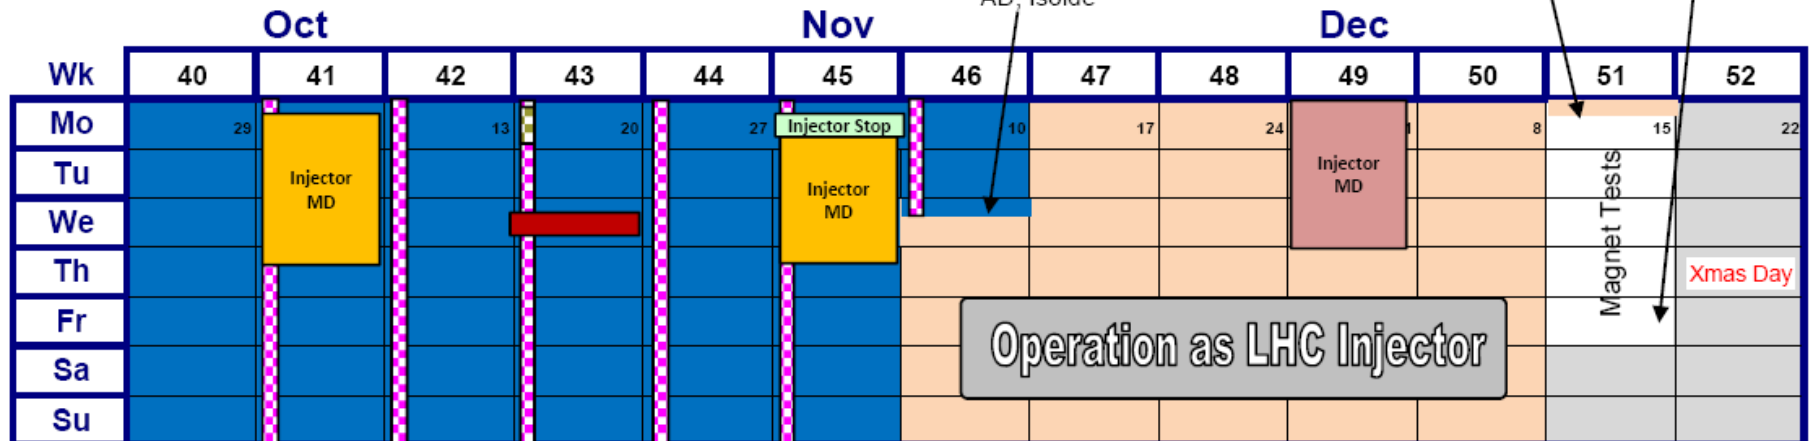 AD, Isolde
Oct Nov Dec
Wk 40 41 42 43 44 45 46 47 48 49 50 51 52
Mo 29 13 20 27 Injector Stop 10 17 24 8 15 22
Tu
Injector MD
Injector MD
Injector MD
We
Th
Magnet Tests
Xmas Day
Fr
Operation as LHC Injector
Sa
Su